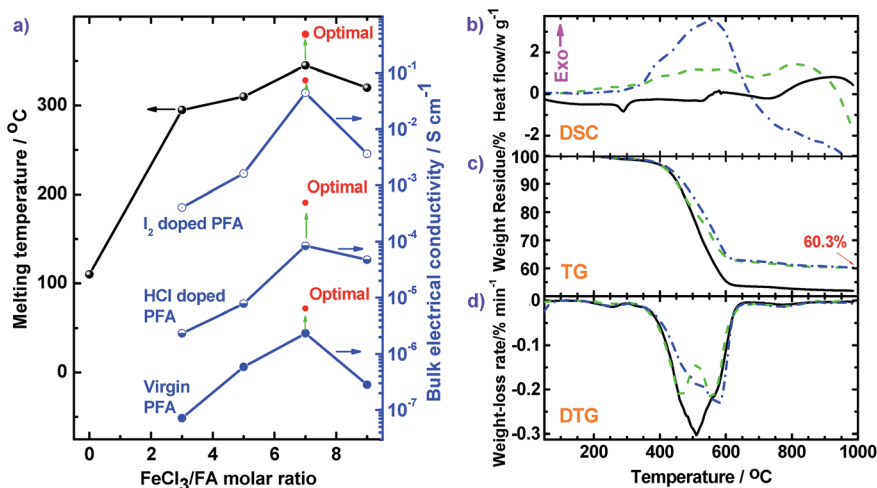 a)
Melting temperature / °C
300
200
100
0
0 2 4 6 8
FeCl3/FA molar ratio
Optimal
Optimal
Optimal
I2 doped PFA
HCl doped
PFA
Virgin
PFA
10^-1
10^-2
10^-3
10^-4
10^-5
10^-6
10^-7
Bulk electrical conductivity / S cm^-1
b)
Exo
Heat flow/w g^-1
2
0
-2
DSC
c)
Weight Residue/%
100
90
80
70
60
60.3%
TG
d)
Weight-loss rate/% min^-1
0
-0.1
-0.2
-0.3
DTG
200 400 600 800 1000
Temperature / °C